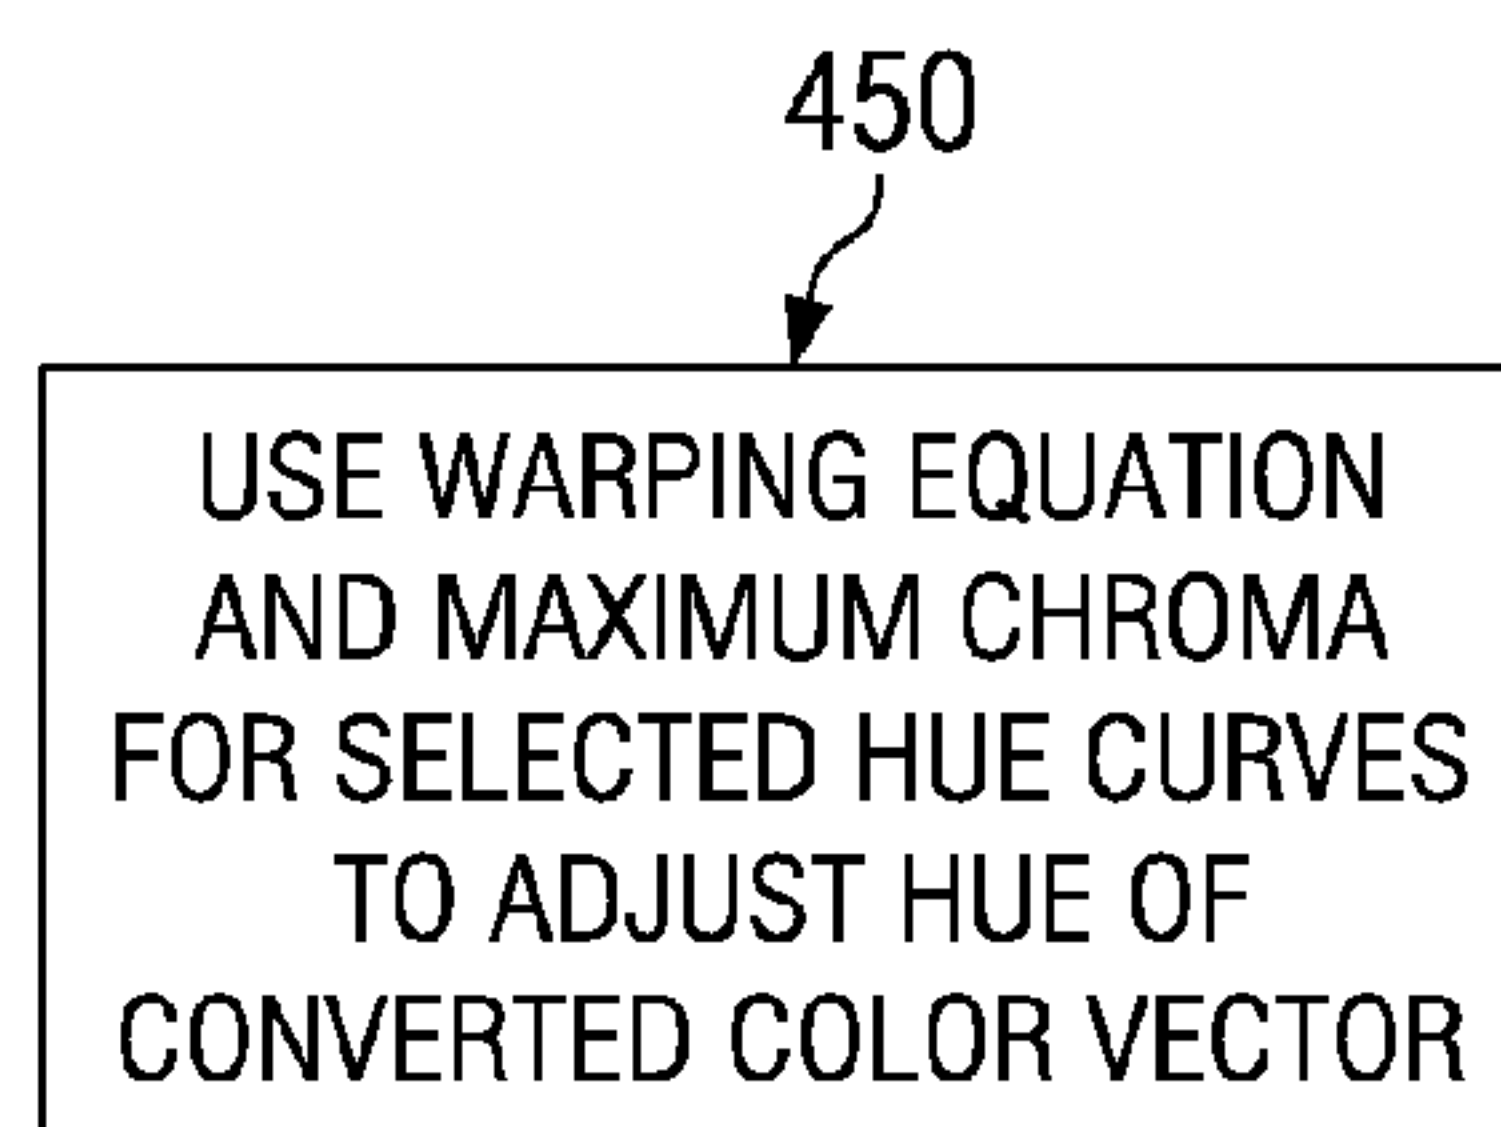 450
USE WARPING EQUATION
AND MAXIMUM CHROMA
FOR SELECTED HUE CURVES
TO ADJUST HUE OF
CONVERTED COLOR VECTOR